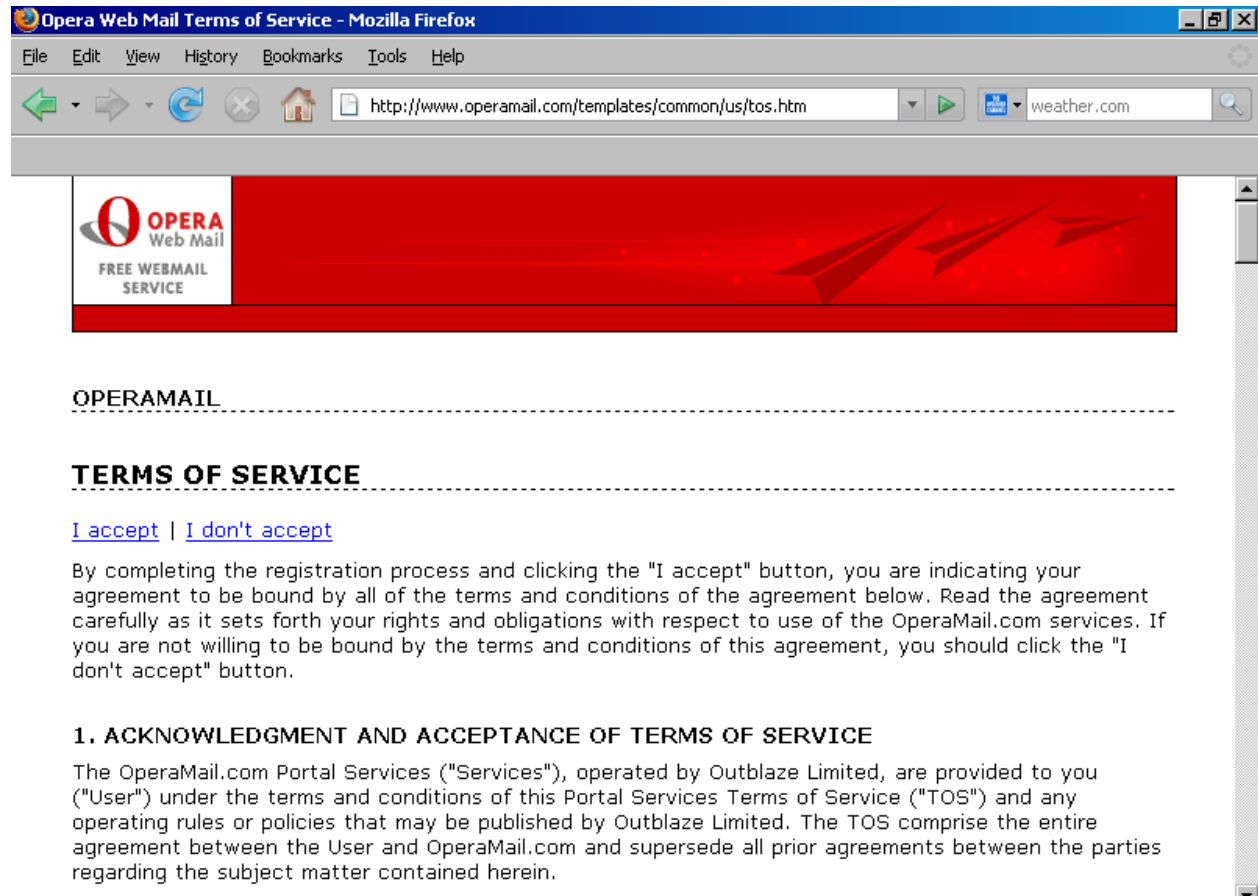 Opera Web Mail Terms of Service - Mozilla Firefox
File Edit View History Bookmarks Tools Help
http://www.operamail.com/templates/common/us/tos.htm
weather.com
OPERA
Web Mail
FREE WEBMAIL
SERVICE
OPERAMAIL
TERMS OF SERVICE
I accept | I don't accept
By completing the registration process and clicking the "I accept" button, you are indicating your
agreement to be bound by all of the terms and conditions of the agreement below. Read the agreement
carefully as it sets forth your rights and obligations with respect to use of the OperaMail.com services. If
you are not willing to be bound by the terms and conditions of this agreement, you should click the "I
don't accept" button.
1. ACKNOWLEDGMENT AND ACCEPTANCE OF TERMS OF SERVICE
The OperaMail.com Portal Services ("Services"), operated by Outblaze Limited, are provided to you
("User") under the terms and conditions of this Portal Services Terms of Service ("TOS") and any
operating rules or policies that may be published by Outblaze Limited. The TOS comprise the entire
agreement between the User and OperaMail.com and supersede all prior agreements between the parties
regarding the subject matter contained herein.